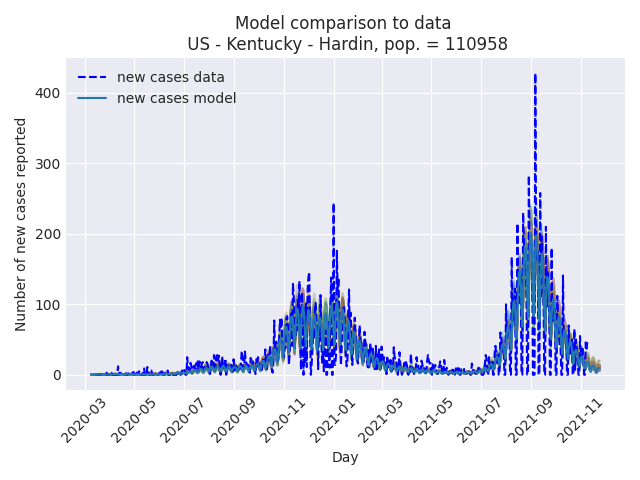 Model comparison to data
US - Kentucky - Hardin, pop. = 110958
new cases data
new cases model
Number of new cases reported
400
300
200
100
0
2020-03
2020-05
2020-07
2020-09
2020-11
2021-01
2021-03
2021-05
2021-07
2021-09
2021-11
Day